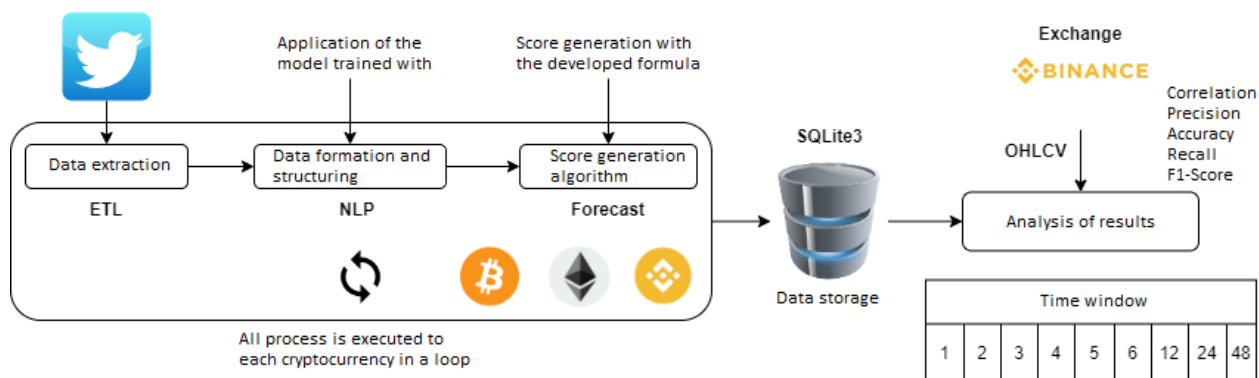 Application of the
model trained with
Score generation with
the developed formula
Exchange
BINANCE
Correlation
Precision
Accuracy
Recall
F1-Score
OHLCV
Data extraction
ETL
Data formation and
structuring
NLP
Score generation
algorithm
Forecast
SQLite3
Data storage
Analysis of results
All process is executed to
each cryptocurrency in a loop
Time window
1 2 3 4 5 6 12 24 48